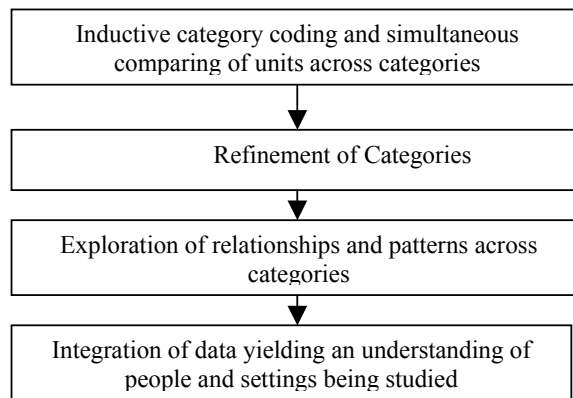 Inductive category coding and simultaneous
comparing of units across categories
Refinement of Categories
Exploration of relationships and patterns across
categories
Integration of data yielding an understanding of
people and settings being studied